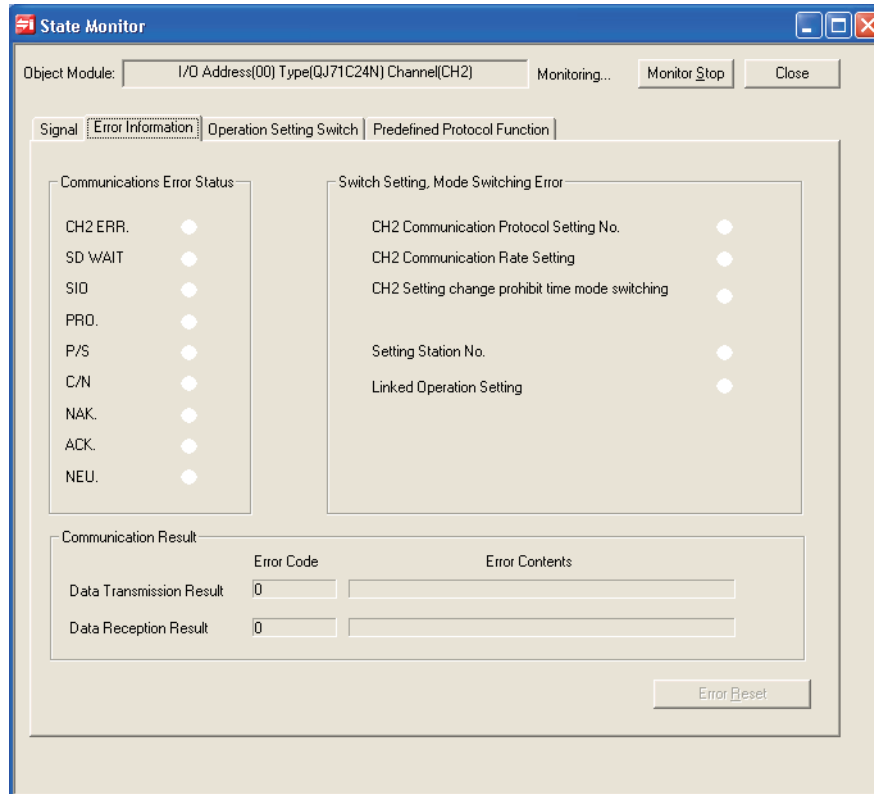 State Monitor
Object Module: I/O Address(00) Type(QJ71C24N) Channel(CH2) Monitoring... Monitor Stop Close
Signal Error Information Operation Setting Switch Predefined Protocol Function
Communications Error Status
CH2 ERR.
SD WAIT
SIO
PRO.
P/S
C/N
NAK.
ACK.
NEU.
Switch Setting, Mode Switching Error
CH2 Communication Protocol Setting No.
CH2 Communication Rate Setting
CH2 Setting change prohibit time mode switching
Setting Station No.
Linked Operation Setting
Communication Result
Error Code Error Contents
Data Transmission Result 0
Data Reception Result 0
Error Reset